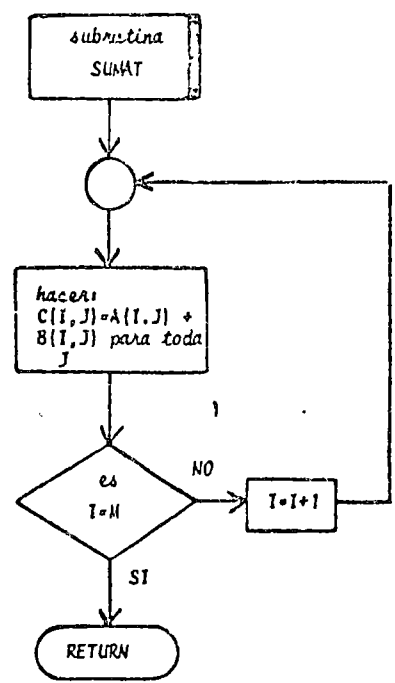 subrutina
SUMAT
hacer:
C(I,J)=A(I,J) +
B(I,J) para toda
J
es
I=M
NO
I=I+1
SI
RETURN